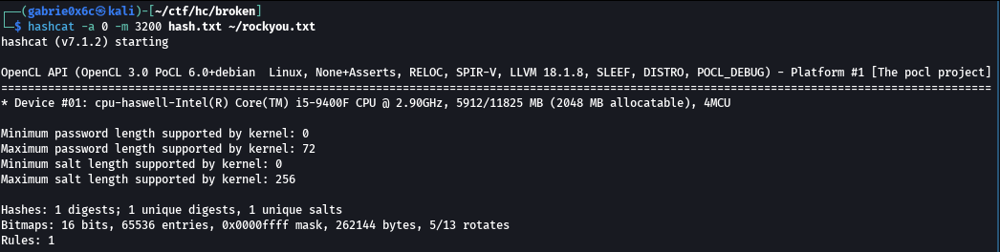 ┌──(gabrie0x6c㉿kali)-[~/ctf/hc/broken]
└─$ hashcat -a 0 -m 3200 hash.txt ~/rockyou.txt
hashcat (v7.1.2) starting
OpenCL API (OpenCL 3.0 PoCL 6.0+debian  Linux, None+Asserts, RELOC, SPIR-V, LLVM 18.1.8, SLEEF, DISTRO, POCL_DEBUG) - Platform #1 [The pocl project]
====================================================================================================================================================
* Device #01: cpu-haswell-Intel(R) Core(TM) i5-9400F CPU @ 2.90GHz, 5912/11825 MB (2048 MB allocatable), 4MCU
Minimum password length supported by kernel: 0
Maximum password length supported by kernel: 72
Minimum salt length supported by kernel: 0
Maximum salt length supported by kernel: 256
Hashes: 1 digests; 1 unique digests, 1 unique salts
Bitmaps: 16 bits, 65536 entries, 0x0000ffff mask, 262144 bytes, 5/13 rotates
Rules: 1